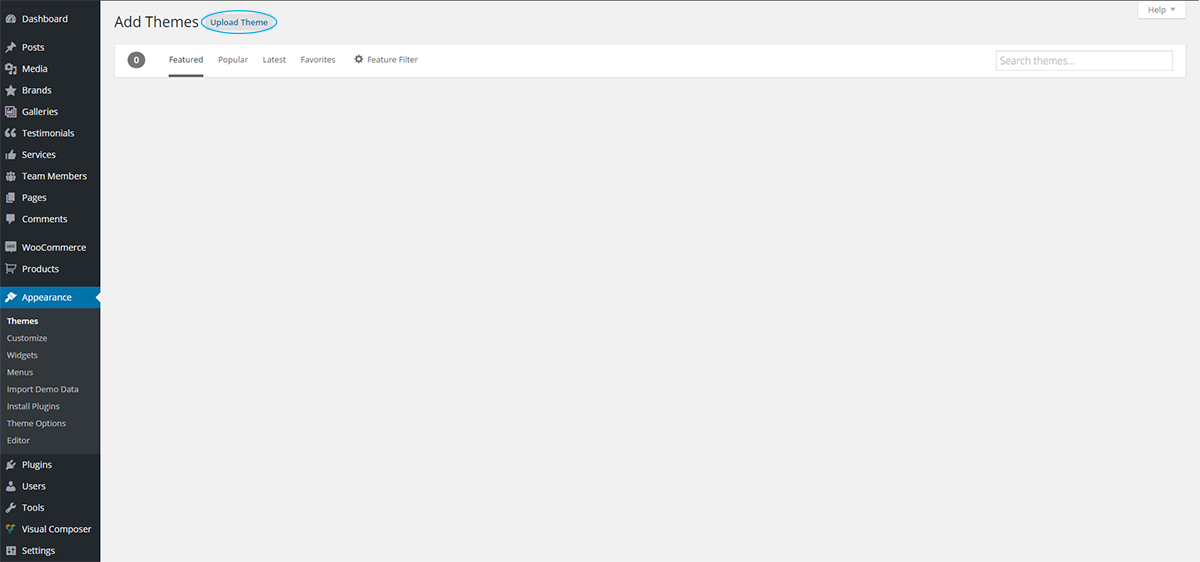 Dashboard
Posts
Media
Brands
Galleries
Testimonials
Services
Team Members
Pages
Comments
WooCommerce
Products
Appearance
Themes
Customize
Widgets
Menus
Import Demo Data
Install Plugins
Theme Options
Editor
Plugins
Users
Tools
Visual Composer
Settings
Add Themes Upload Theme
Help
0 Featured Popular Latest Favorites Feature Filter
Search themes...